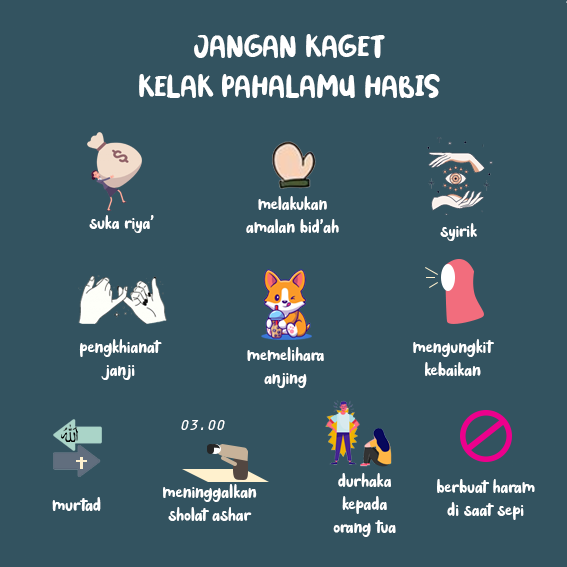 JANGAN KAGET
KELAK PAHALAMU HABIS
$
suka riya'
melakukan
amalan bid'ah
syirik
pengkhianat
janji
memelihara
anjing
mengungkit
kebaikan
الله
murtad
03.00
meninggalkan
sholat ashar
durhaka
kepada
orang tua
berbuat haram
di saat sepi